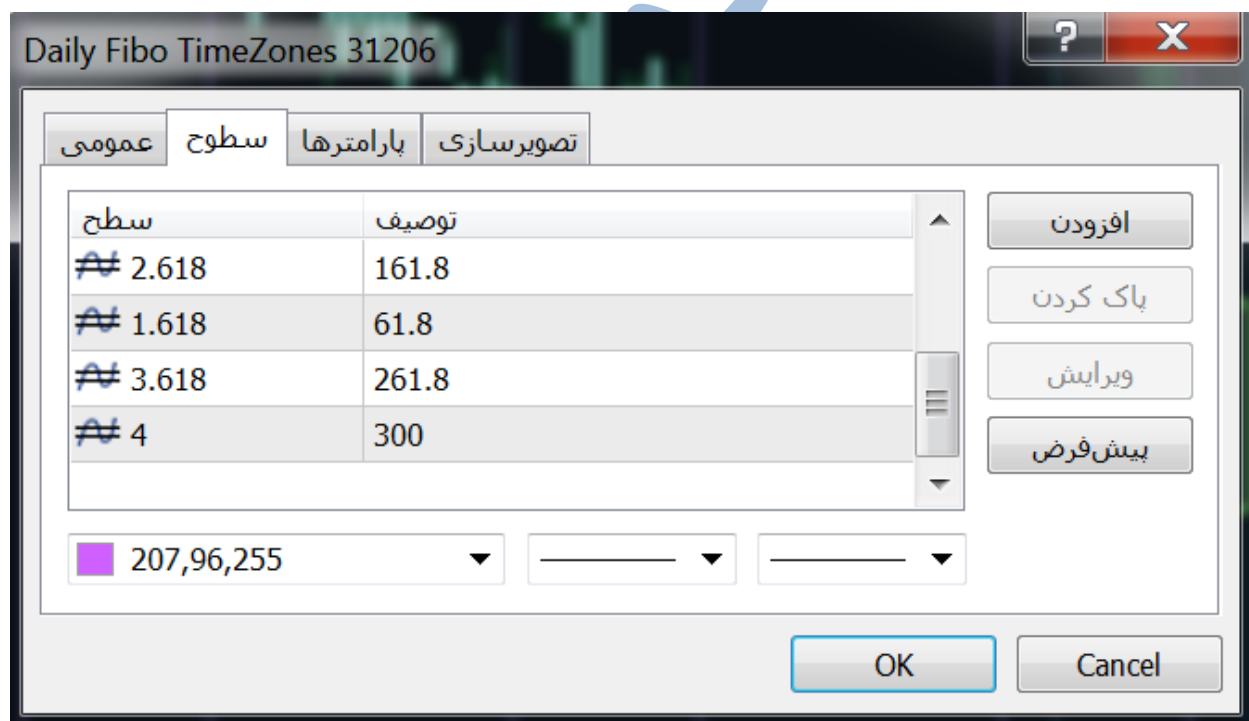 Daily Fibo TimeZones 31206
عمومی سطوح پارامترها تصویرسازی
سطح توصیف
2.618 161.8
1.618 61.8
3.618 261.8
4 300
افزودن
پاک کردن
ویرایش
پیش‌فرض
207,96,255
OK Cancel